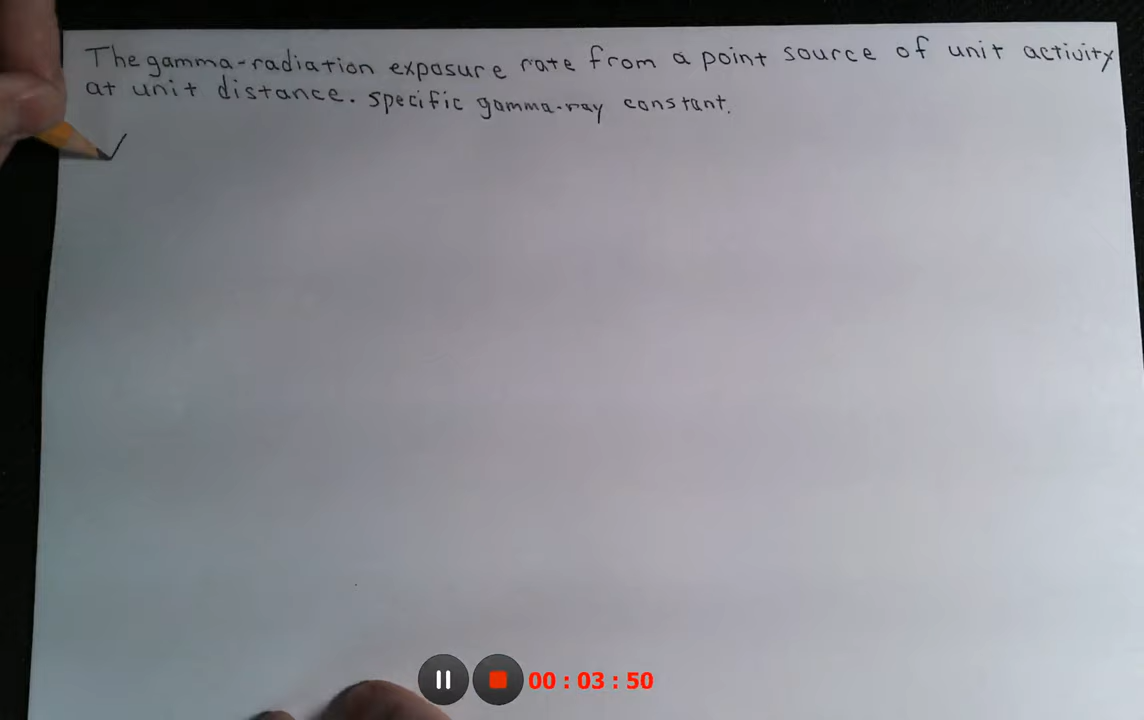 The gamma-radiation exposure rate from a point source of unit activity
at unit distance. specific gamma-ray constant.
00 : 03 : 50